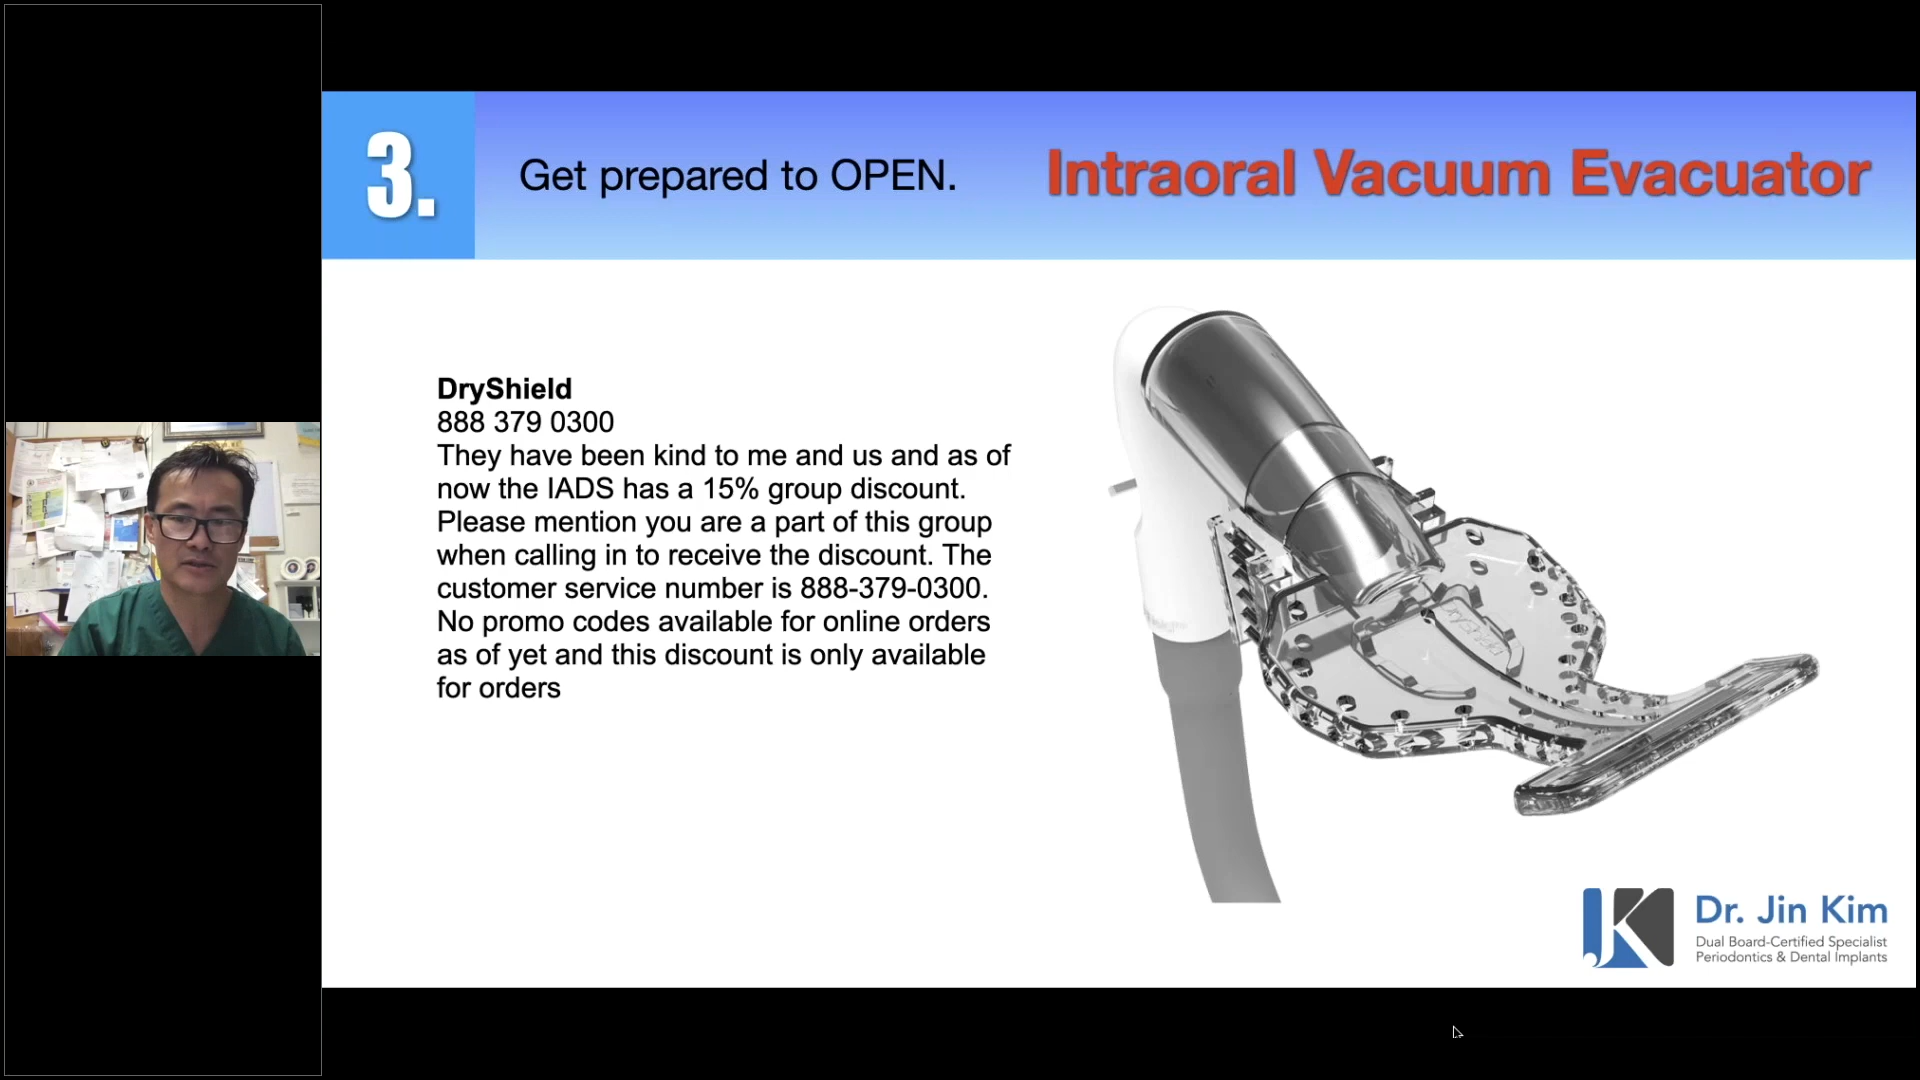 3.
Get prepared to OPEN.
Intraoral Vacuum Evacuator
DryShield
888 379 0300
They have been kind to me and us and as of
now the IADS has a 15% group discount.
Please mention you are a part of this group
when calling in to receive the discount. The
customer service number is 888-379-0300.
No promo codes available for online orders
as of yet and this discount is only available
for orders
JK
Dr. Jin Kim
Dual Board-Certified Specialist
Periodontics & Dental Implants